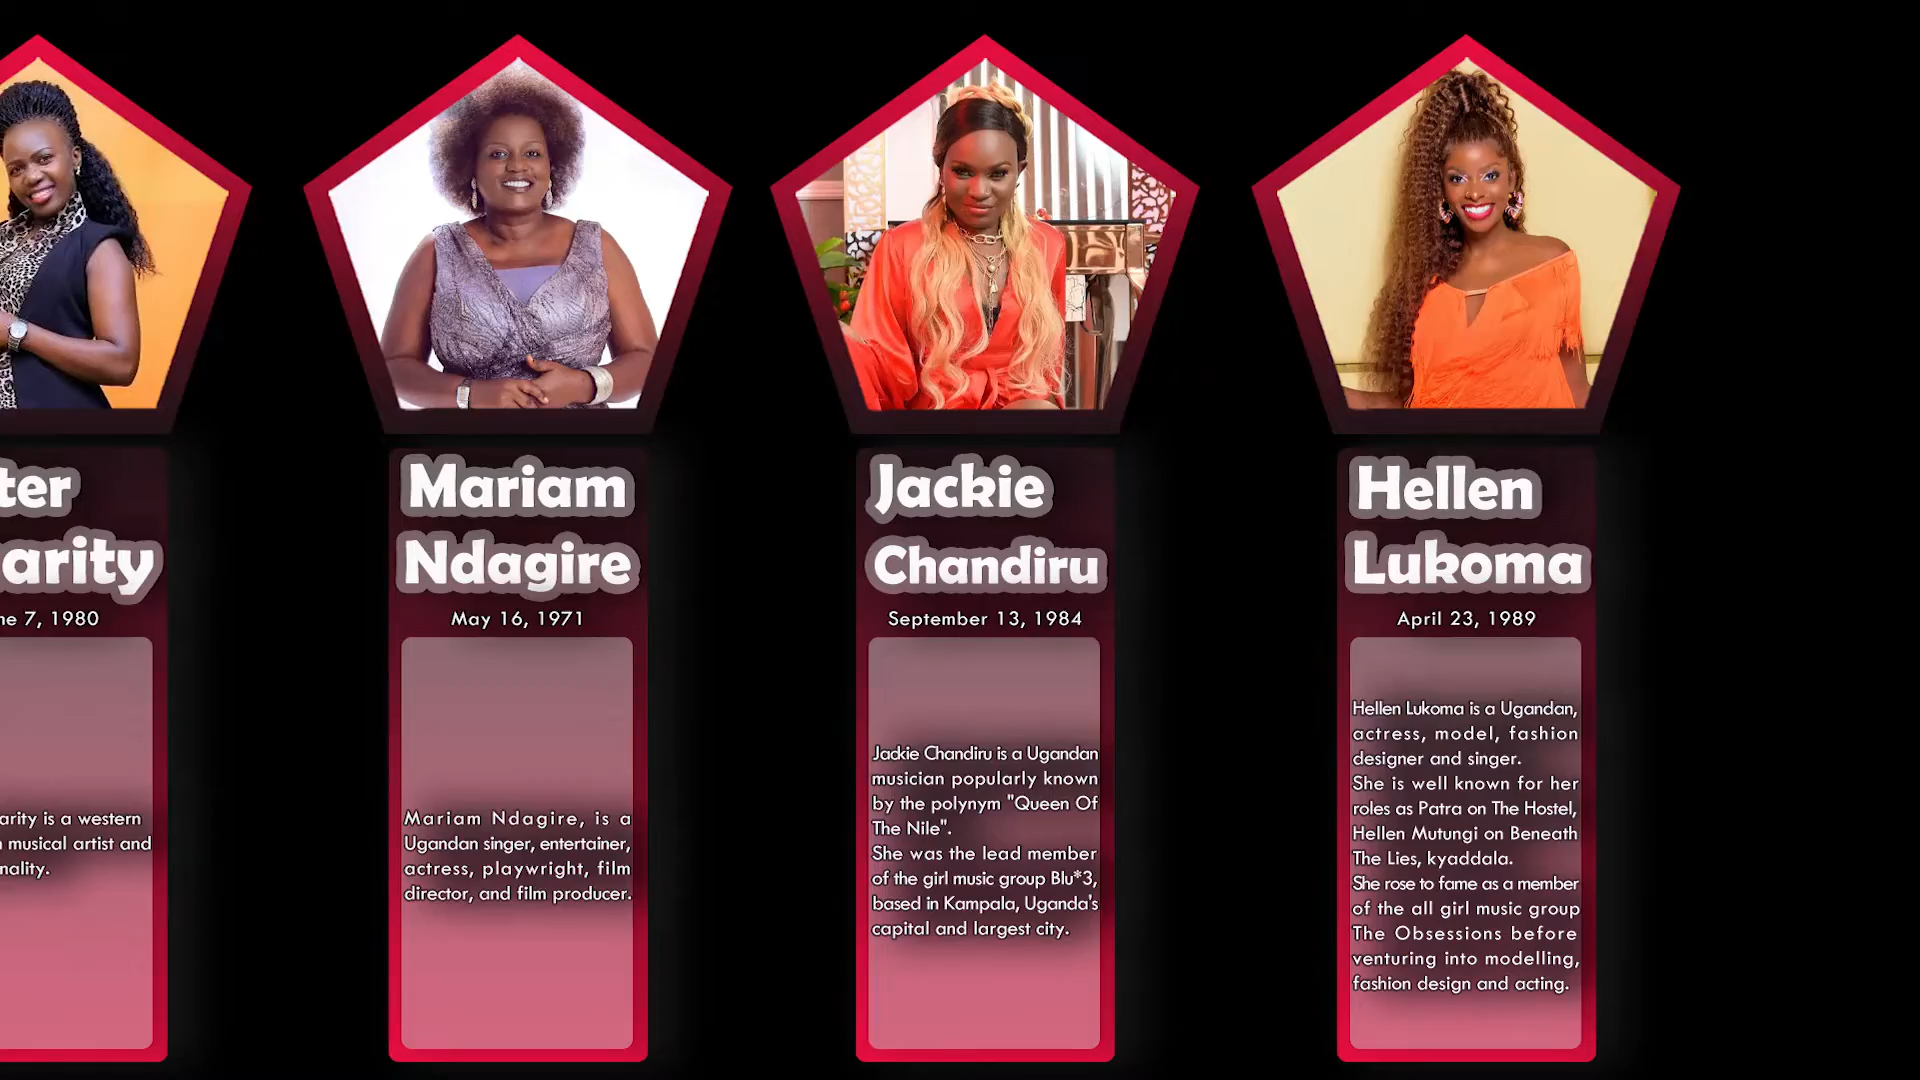 ter
arity
ne 7, 1980
arity is a western
musical artist and
nality.
Mariam
Ndagire
May 16, 1971
Mariam Ndagire, is a
Ugandan singer, entertainer,
actress, playwright, film
director, and film producer.
Jackie
Chandiru
September 13, 1984
Jackie Chandiru is a Ugandan
musician popularly known
by the polynym "Queen Of
The Nile".
She was the lead member
of the girl music group Blu*3,
based in Kampala, Uganda's
capital and largest city.
Hellen
Lukoma
April 23, 1989
Hellen Lukoma is a Ugandan,
actress, model, fashion
designer and singer.
She is well known for her
roles as Patra on The Hostel,
Hellen Mutungi on Beneath
The Lies, kyaddala.
She rose to fame as a member
of the all girl music group
The Obsessions before
venturing into modelling,
fashion design and acting.